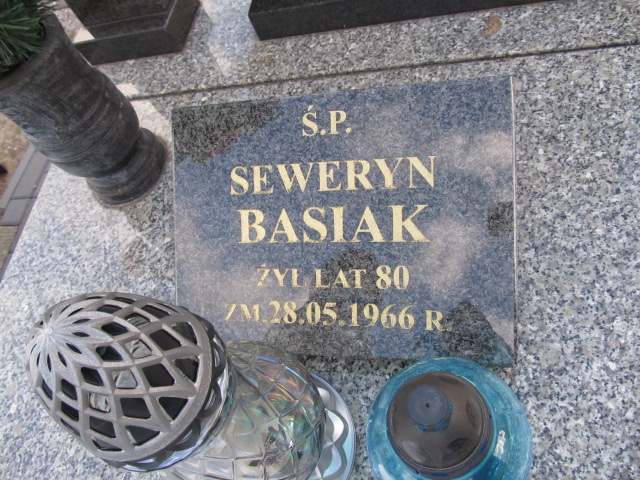 Ś.P.
SEWERYN
BASIAK
ŻYŁ LAT 80
ZM.28.05.1966 R.